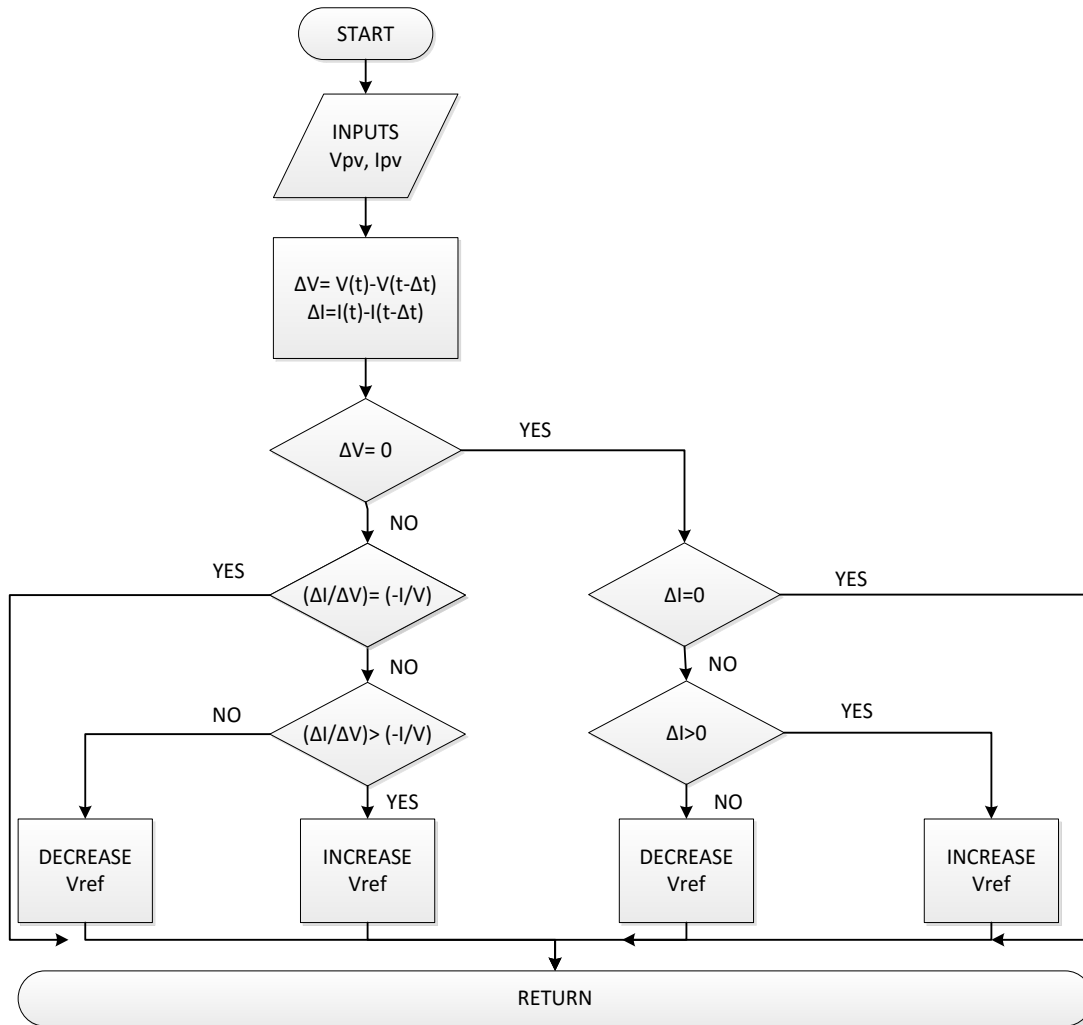 START
INPUTS
Vpv, Ipv
ΔV= V(t)-V(t-Δt)
ΔI=I(t)-I(t-Δt)
ΔV= 0
YES
NO
YES
(ΔI/ΔV)= (-I/V)
ΔI=0
YES
NO
NO
NO
(ΔI/ΔV)> (-I/V)
ΔI>0
YES
YES
NO
DECREASE
Vref
INCREASE
Vref
DECREASE
Vref
INCREASE
Vref
RETURN